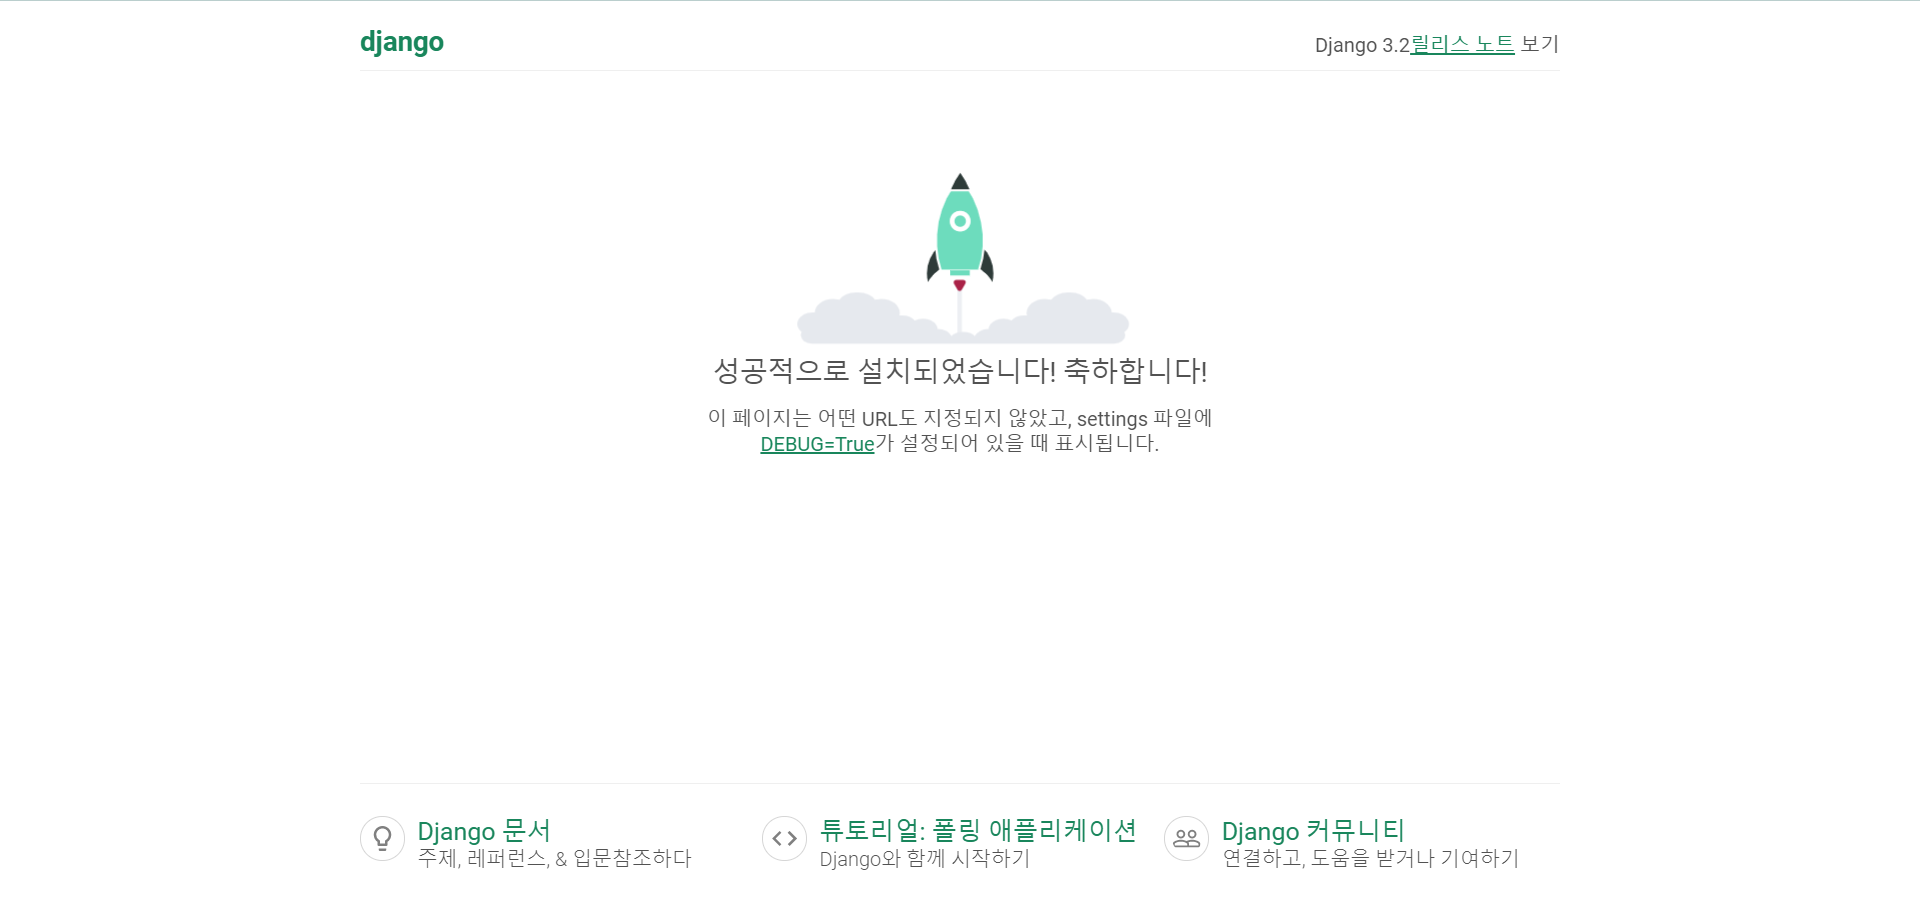 django
Django 3.2릴리스 노트 보기
성공적으로 설치되었습니다! 축하합니다!
이 페이지는 어떤 URL도 지정되지 않았고, settings 파일에
DEBUG=True가 설정되어 있을 때 표시됩니다.
Django 문서
주제, 레퍼런스, & 입문참조하다
튜토리얼: 폴링 애플리케이션
Django와 함께 시작하기
Django 커뮤니티
연결하고, 도움을 받거나 기여하기